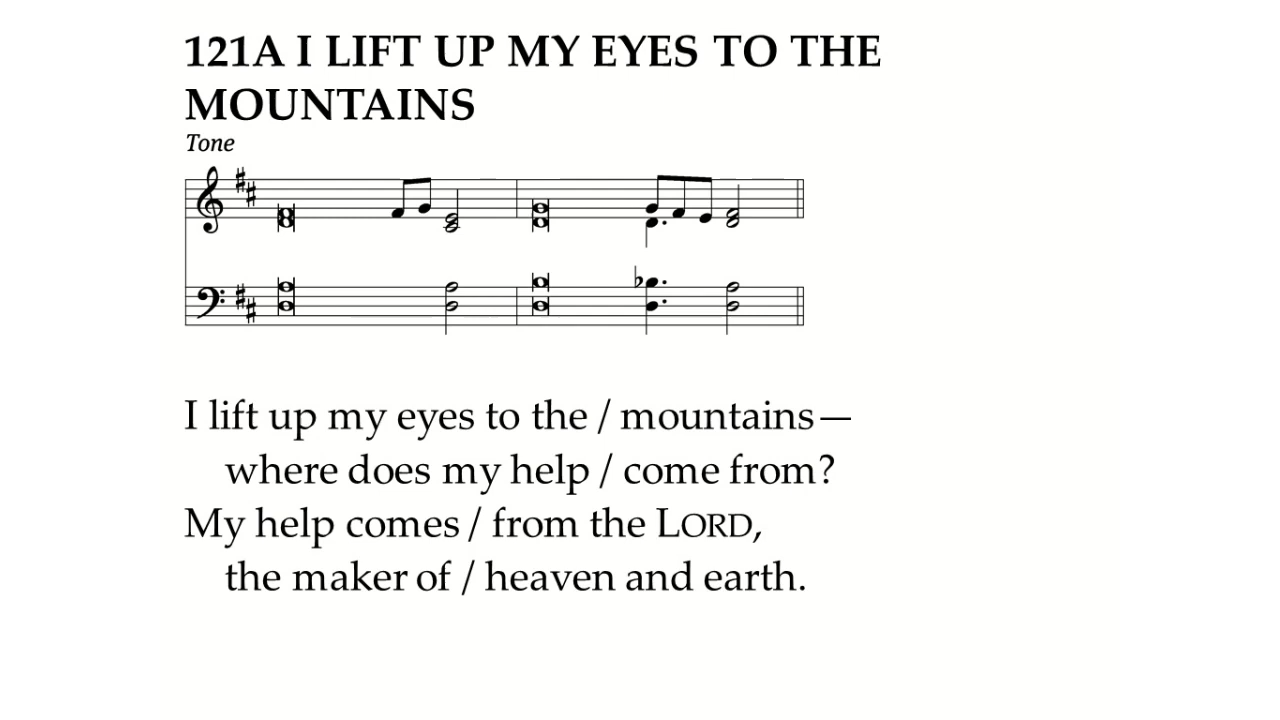 121A I LIFT UP MY EYES TO THE
MOUNTAINS
Tone
I lift up my eyes to the / mountains—
where does my help / come from?
My help comes / from the LORD,
the maker of / heaven and earth.